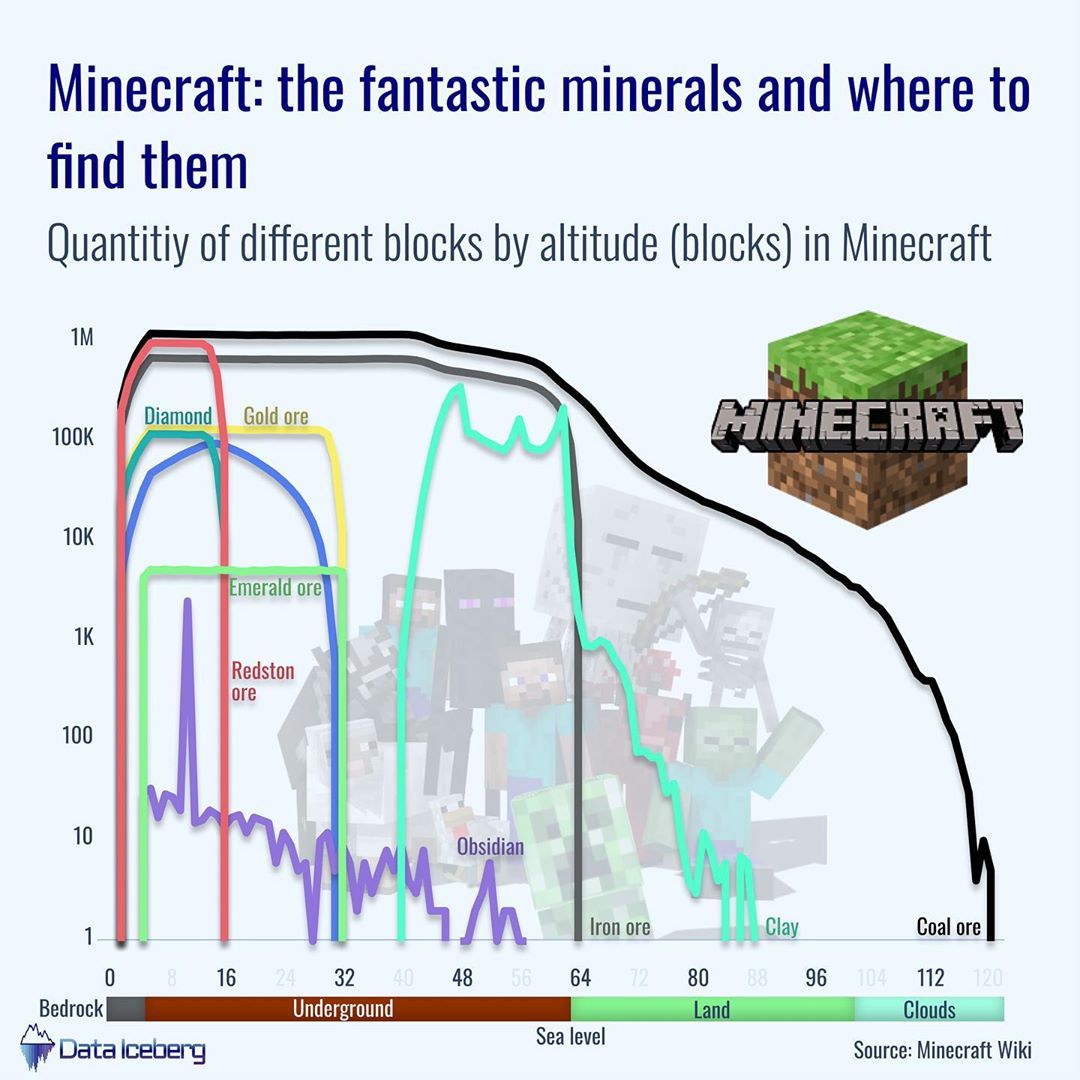 Minecraft: the fantastic minerals and where to
find them
Quantitiy of different blocks by altitude (blocks) in Minecraft
1M
100K
10K
1K
100
10
1
Diamond
Gold ore
Emerald ore
Redston
ore
Obsidian
Iron ore
Clay
Coal ore
MINECRAFT
0 8 16 24 32 40 48 56 64 72 80 88 96 104 112 120
Bedrock Underground Land Clouds
Sea level
Data Iceberg
Source: Minecraft Wiki